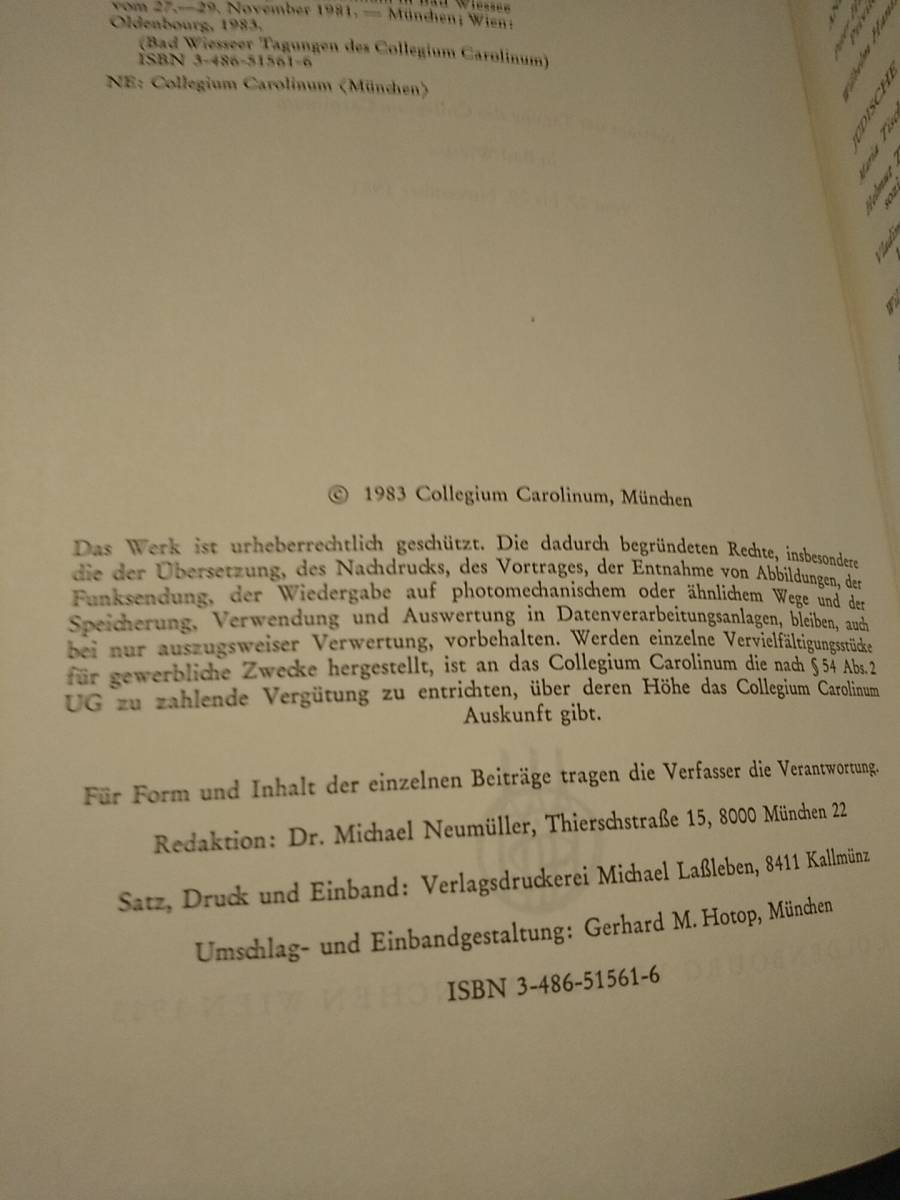 in Bad Wiessee
vom 27.—29. November 1981. — München; Wien:
Oldenbourg, 1983.
(Bad Wiesseer Tagungen des Collegium Carolinum)
ISBN 3-486-51561-6
NE: Collegium Carolinum ⟨München⟩
© 1983 Collegium Carolinum, München
Das Werk ist urheberrechtlich geschützt. Die dadurch begründeten Rechte, insbesondere
die der Übersetzung, des Nachdrucks, des Vortrages, der Entnahme von Abbildungen, der
Funksendung, der Wiedergabe auf photomechanischem oder ähnlichem Wege und der
Speicherung, Verwendung und Auswertung in Datenverarbeitungsanlagen, bleiben, auch
bei nur auszugsweiser Verwertung, vorbehalten. Werden einzelne Vervielfältigungsstücke
für gewerbliche Zwecke hergestellt, ist an das Collegium Carolinum die nach § 54 Abs. 2
UG zu zahlende Vergütung zu entrichten, über deren Höhe das Collegium Carolinum
Auskunft gibt.
Für Form und Inhalt der einzelnen Beiträge tragen die Verfasser die Verantwortung.
Redaktion: Dr. Michael Neumüller, Thierschstraße 15, 8000 München 22
Satz, Druck und Einband: Verlagsdruckerei Michael Laßleben, 8411 Kallmünz
Umschlag- und Einbandgestaltung: Gerhard M. Hotop, München
ISBN 3-486-51561-6
JÜDISCHE
Maria
Helmut